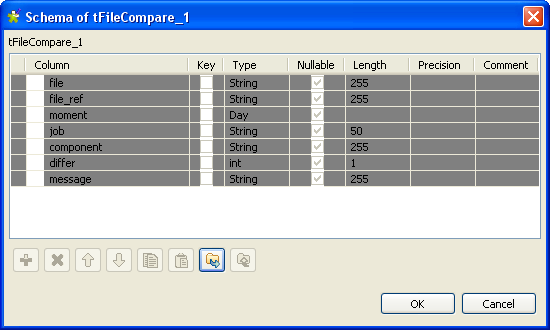 Schema of tFileCompare_1
tFileCompare_1
Column Key Type Nullable Length Precision Comment
file String 255
file_ref String 255
moment Day
job String 50
component String 255
differ int 1
message String 255
OK Cancel